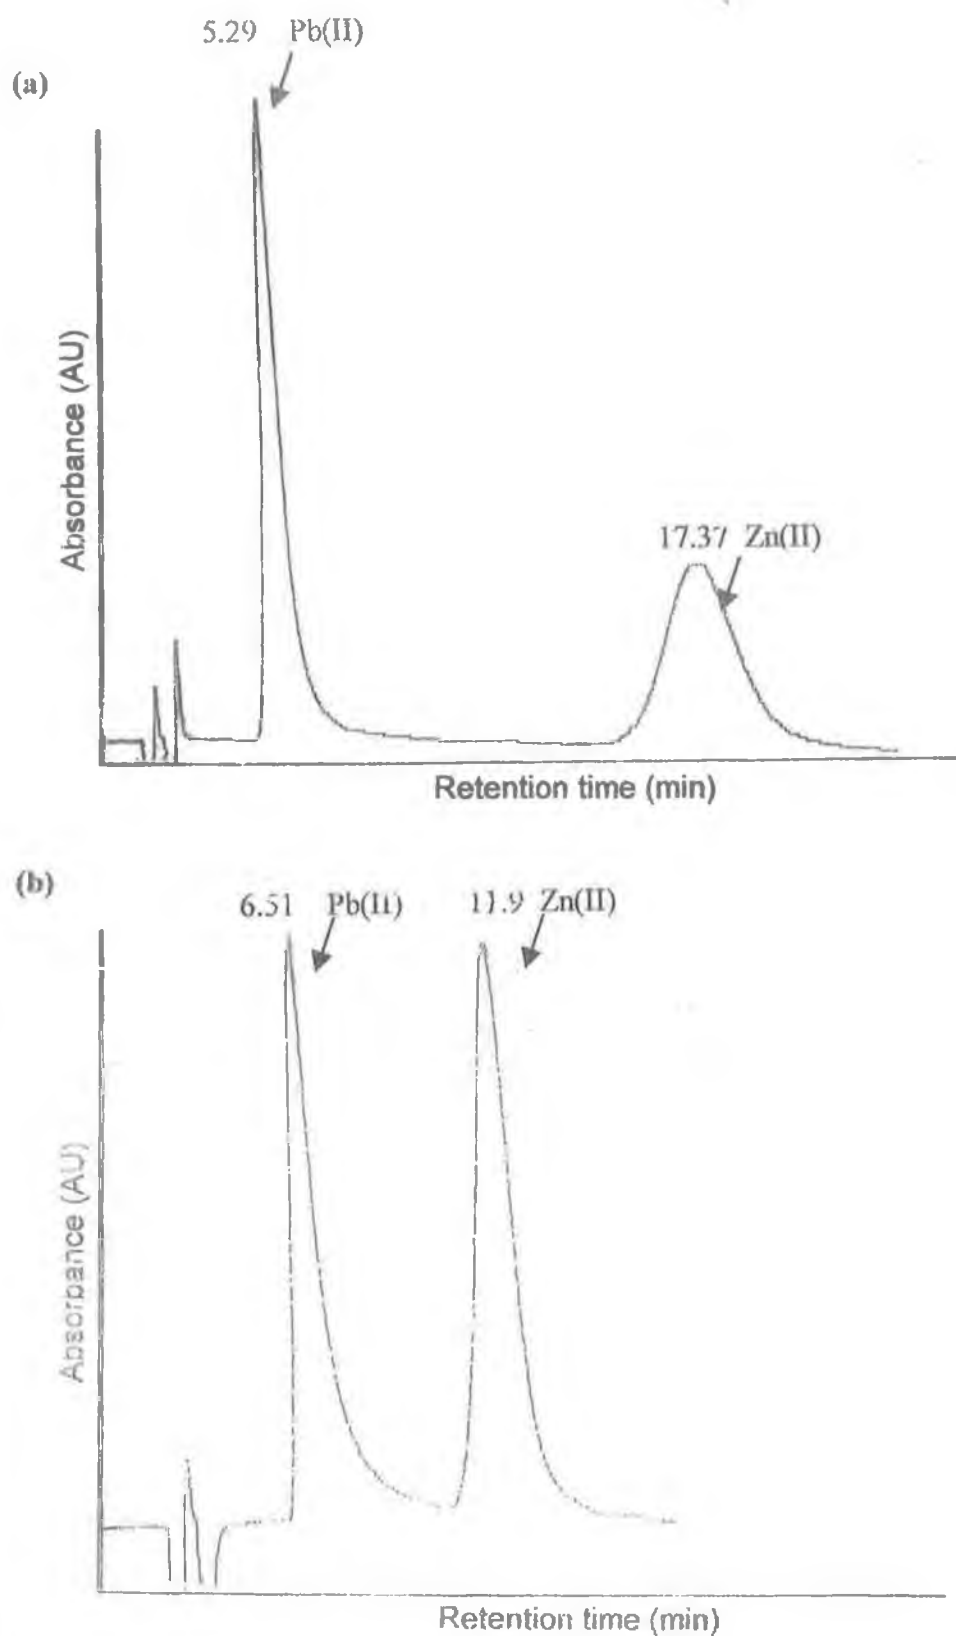 5.29 Pb(II)
(a)
Absorbance (AU)
17.37 Zn(II)
Retention time (min)
(b)
6.51 Pb(II)
11.9 Zn(II)
Absorbance (AU)
Retention time (min)